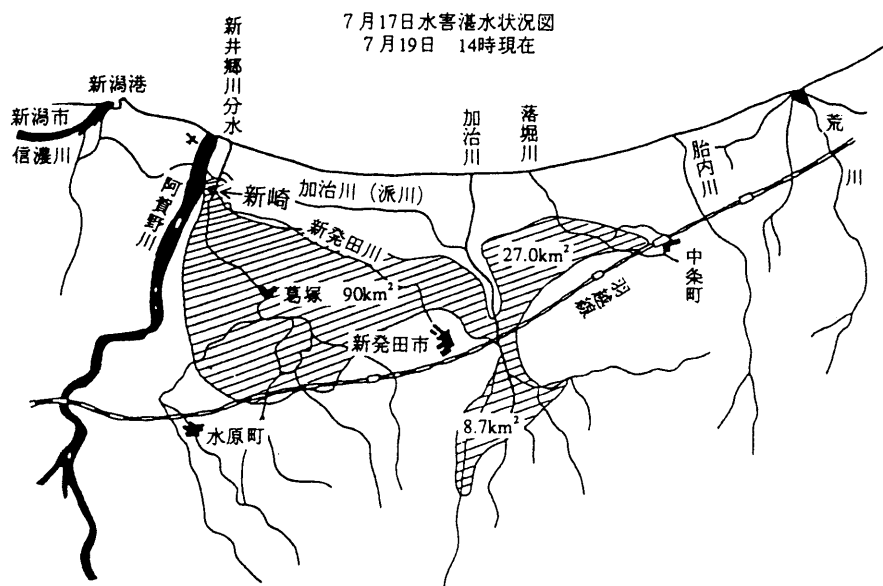 7月17日水害湛水状況図
7月19日 14時現在
新井郷川分水
新潟港
新潟市
信濃川
阿賀野川
新崎
加治川(派川)
加治川
落堀川
胎内川
荒川
新発田川
27.0km²
中条町
羽越線
葛塚 90km²
新発田市
8.7km²
水原町